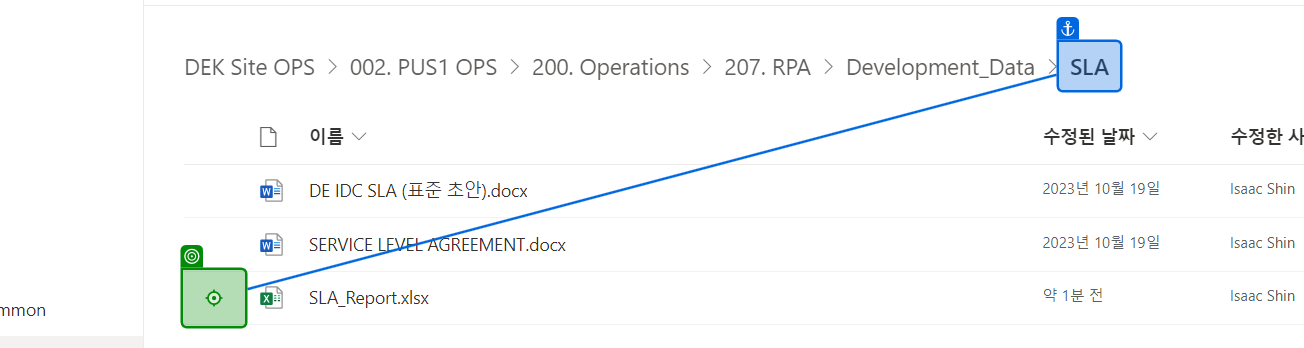 DEK Site OPS > 002. PUS1 OPS > 200. Operations > 207. RPA > Development_Data > SLA
이름 수정된 날짜 수정한 사
DE IDC SLA (표준 초안).docx 2023년 10월 19일 Isaac Shin
SERVICE LEVEL AGREEMENT.docx 2023년 10월 19일 Isaac Shin
SLA_Report.xlsx 약 1분 전 Isaac Shin
mmon